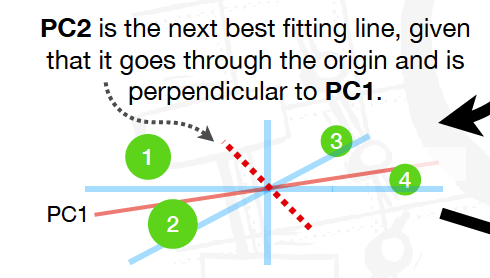 PC2 is the next best fitting line, given
that it goes through the origin and is
perpendicular to PC1.
3
1
4
PC1
2